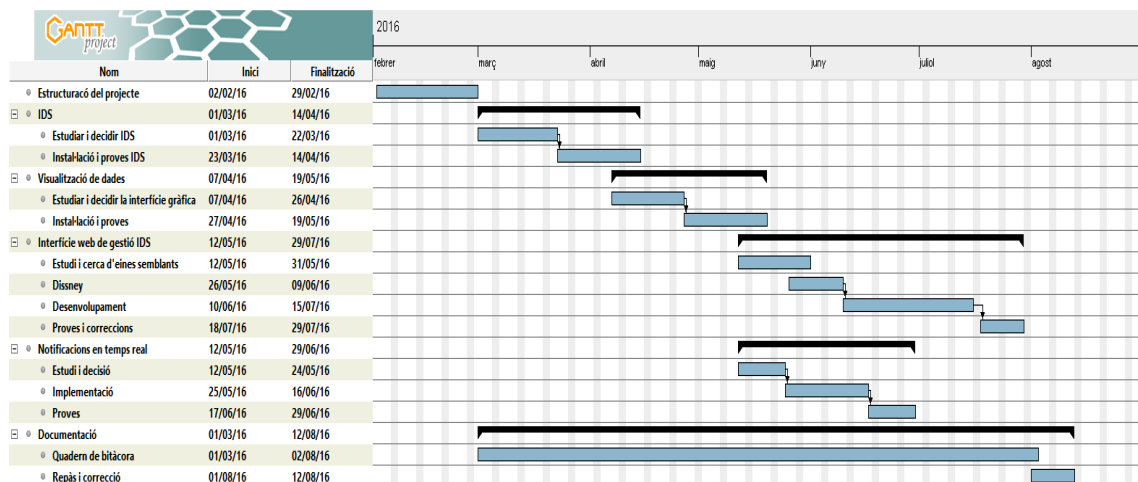 GANTT
project
2016
febrer març abril maig juny juliol agost
Nom Inici Finalització
Estructuracó del projecte 02/02/16 29/02/16
IDS 01/03/16 14/04/16
Estudiar i decidir IDS 01/03/16 22/03/16
Instal·lació i proves IDS 23/03/16 14/04/16
Visualització de dades 07/04/16 19/05/16
Estudiar i decidir la interfície gràfica 07/04/16 26/04/16
Instal·lació i proves 27/04/16 19/05/16
Interfície web de gestió IDS 12/05/16 29/07/16
Estudi i cerca d'eines semblants 12/05/16 31/05/16
Dissney 26/05/16 09/06/16
Desenvolupament 10/06/16 15/07/16
Proves i correccions 18/07/16 29/07/16
Notificacions en temps real 12/05/16 29/06/16
Estudi i decisió 12/05/16 24/05/16
Implementació 25/05/16 16/06/16
Proves 17/06/16 29/06/16
Documentació 01/03/16 12/08/16
Quadern de bitàcora 01/03/16 02/08/16
Repàs i correcció 01/08/16 12/08/16